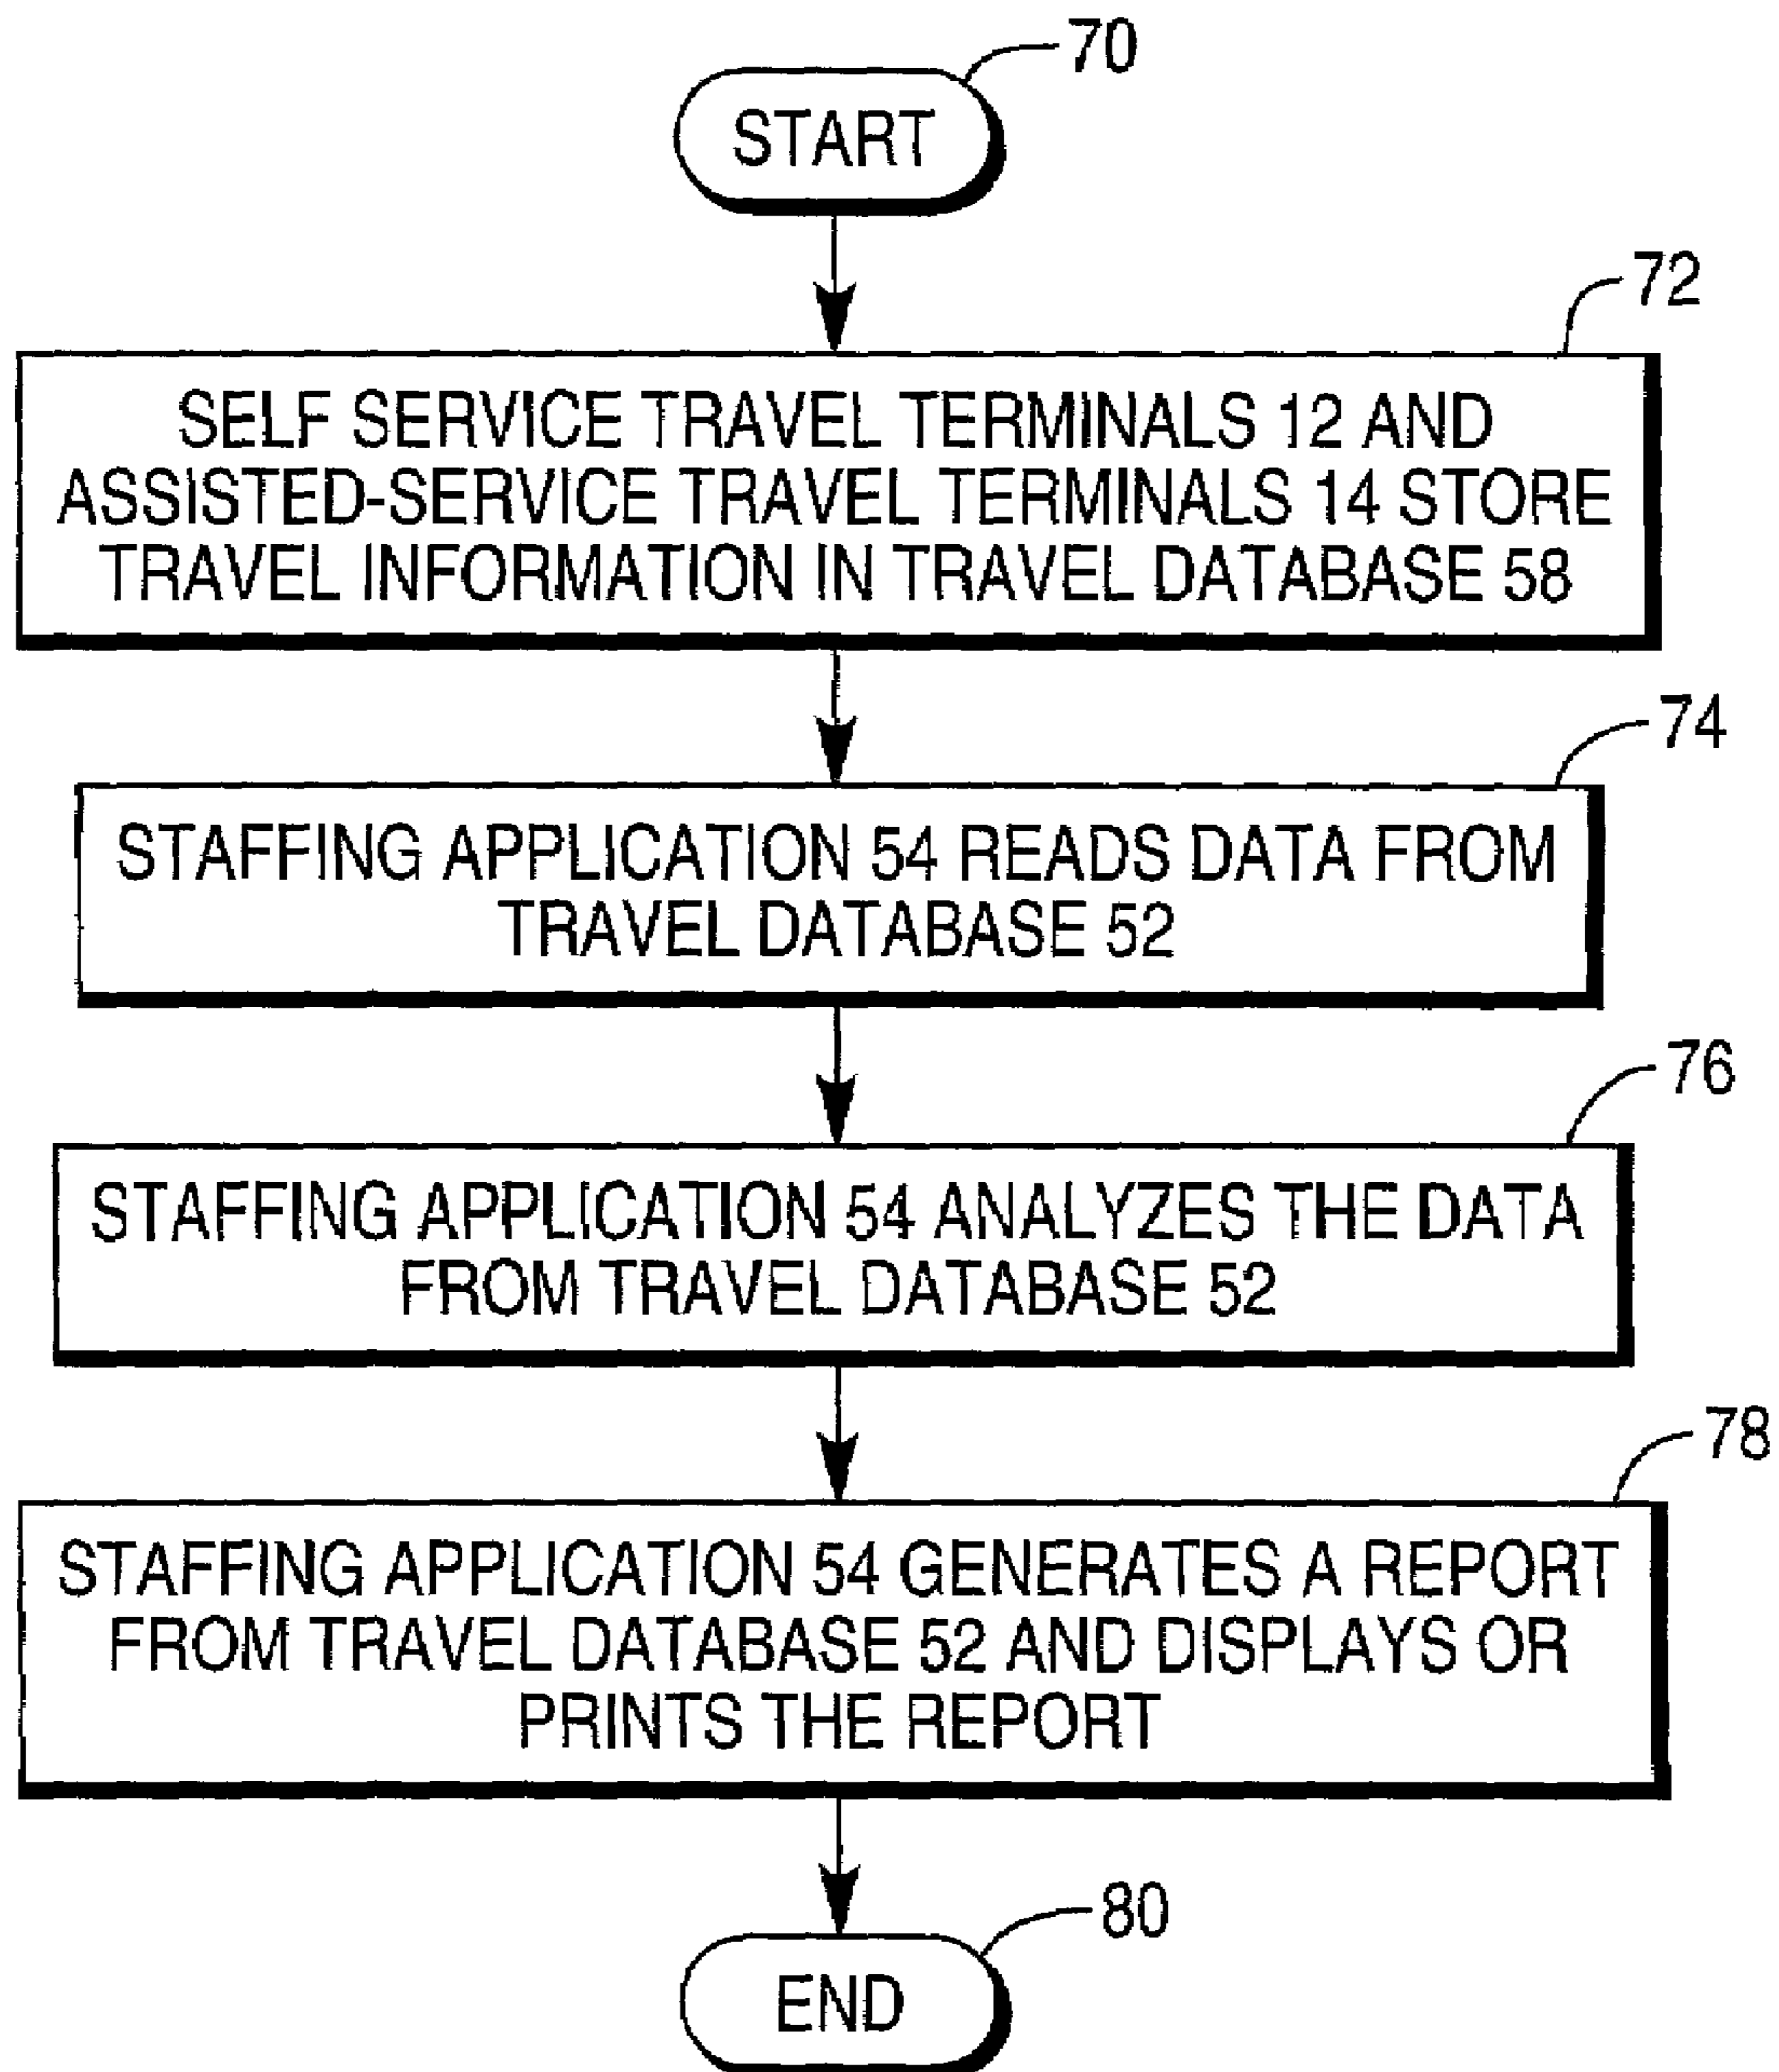 70
START
72
SELF SERVICE TRAVEL TERMINALS 12 AND
ASSISTED-SERVICE TRAVEL TERMINALS 14 STORE
TRAVEL INFORMATION IN TRAVEL DATABASE 58
74
STAFFING APPLICATION 54 READS DATA FROM
TRAVEL DATABASE 52
76
STAFFING APPLICATION 54 ANALYZES THE DATA
FROM TRAVEL DATABASE 52
78
STAFFING APPLICATION 54 GENERATES A REPORT
FROM TRAVEL DATABASE 52 AND DISPLAYS OR
PRINTS THE REPORT
80
END